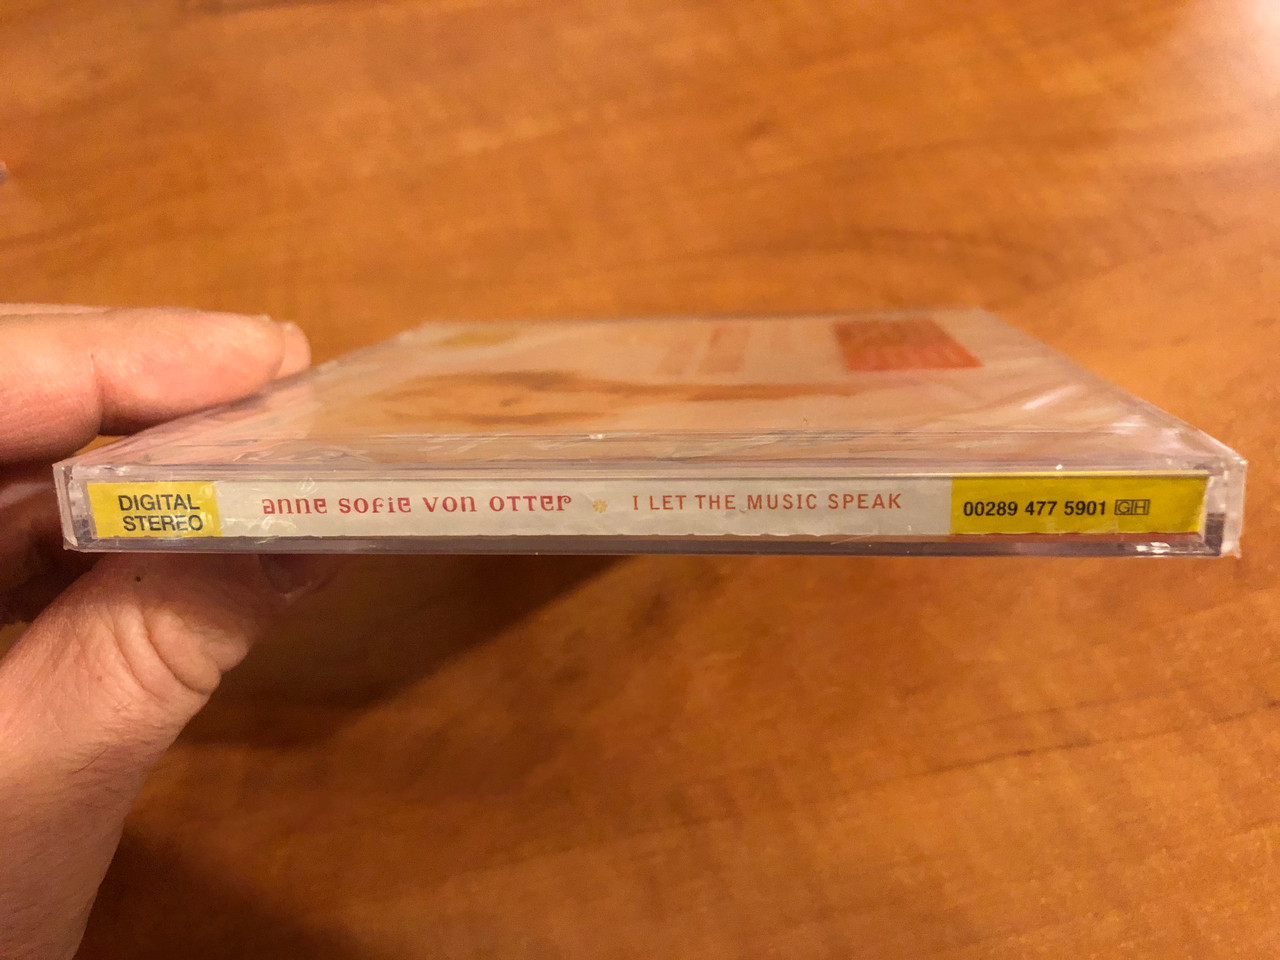 DIGITAL
STEREO
anne sofie von otter * I LET THE MUSIC SPEAK
00289 477 5901 GH